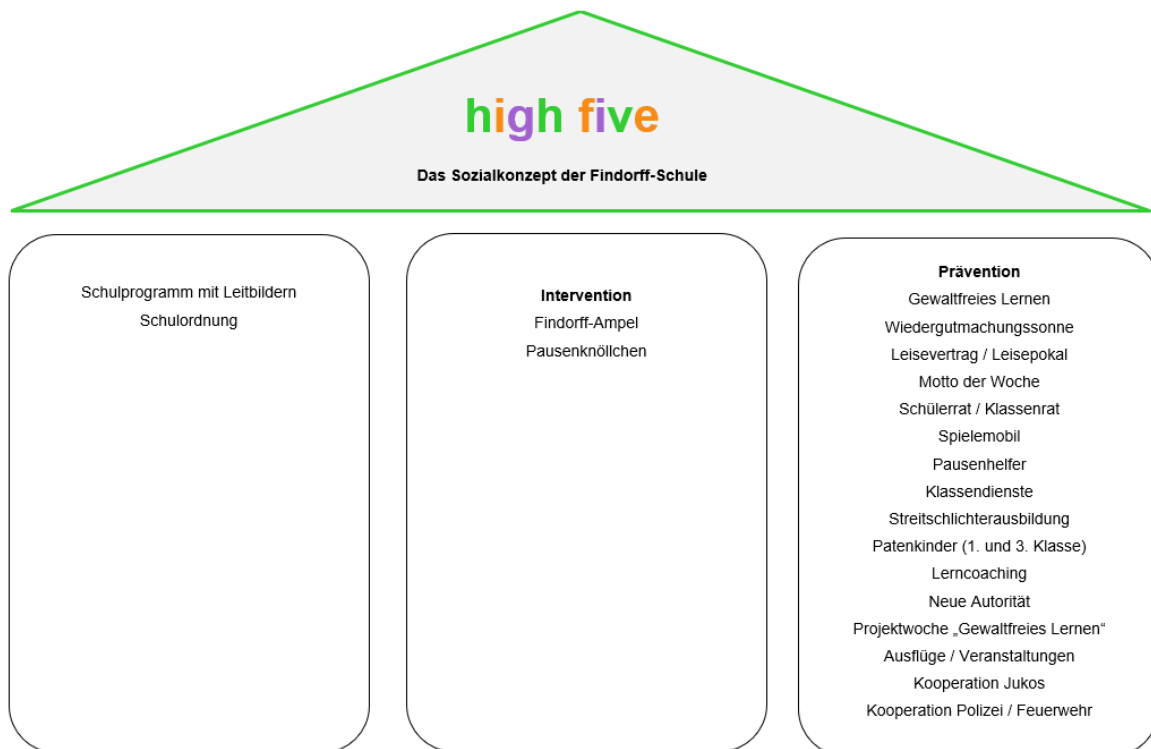 high five
Das Sozialkonzept der Findorff-Schule
Schulprogramm mit Leitbildern
Schulordnung
Intervention
Findorff-Ampel
Pausenknöllchen
Prävention
Gewaltfreies Lernen
Wiedergutmachungssonne
Leisevertrag / Leisepokal
Motto der Woche
Schülerrat / Klassenrat
Spielemobil
Pausenhelfer
Klassendienste
Streitschlichterausbildung
Patenkinder (1. und 3. Klasse)
Lerncoaching
Neue Autorität
Projektwoche „Gewaltfreies Lernen“
Ausflüge / Veranstaltungen
Kooperation Jukos
Kooperation Polizei / Feuerwehr